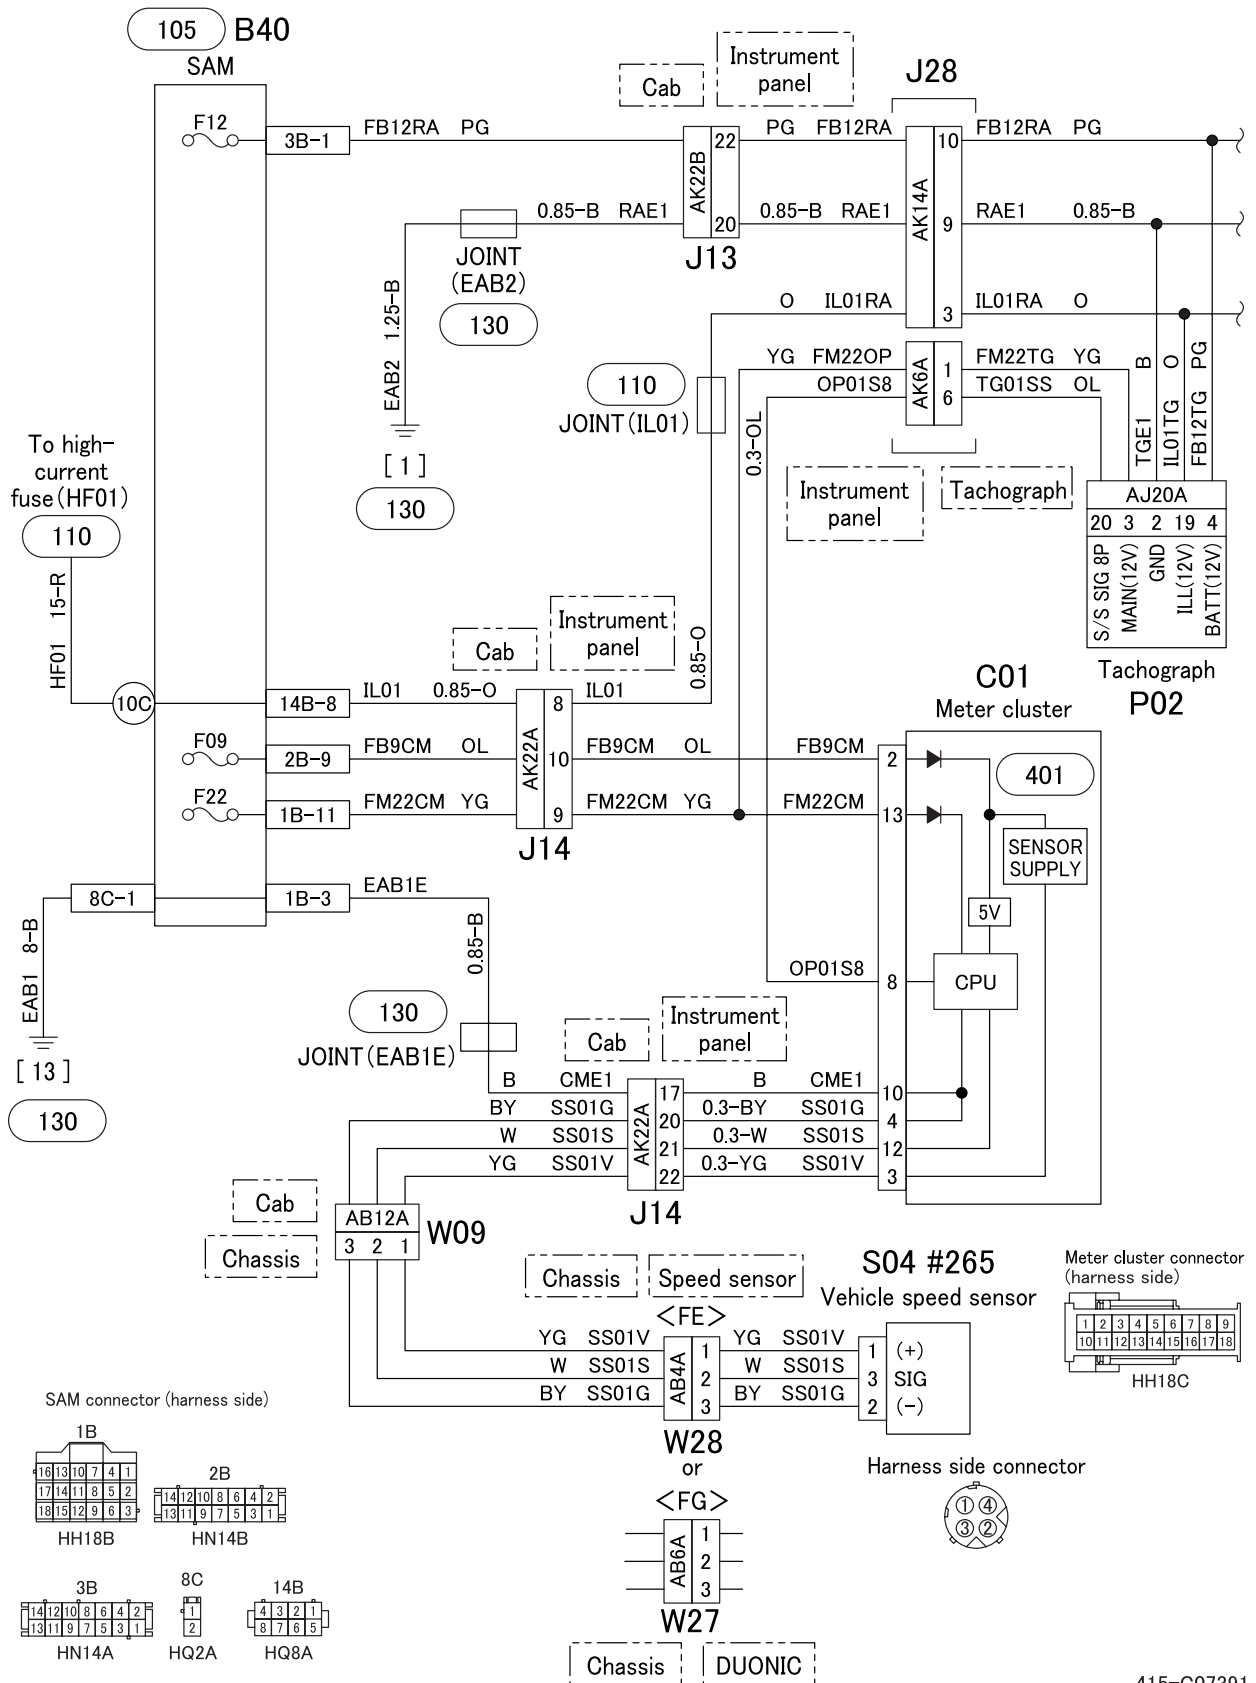 105 B40
SAM
Cab
Instrument
panel
J28
F12
3B-1
FB12RA PG
AK22B
22
20
J13
PG FB12RA
AK14A
10
9
3
FB12RA PG
0.85-B RAE1
0.85-B RAE1
RAE1 0.85-B
JOINT
(EAB2)
130
EAB2 1.25-B
[ 1 ]
130
O IL01RA
IL01RA O
YG FM22OP
OP01S8
AK6A
1
6
FM22TG YG
TG01SS OL
110
JOINT(IL01)
0.3-OL
TGE1 B
IL01TG O
FB12TG PG
Instrument
panel
Tachograph
AJ20A
20 3 2 19 4
S/S SIG 8P
MAIN(12V)
GND
ILL(12V)
BATT(12V)
Tachograph
P02
To high-
current
fuse(HF01)
110
HF01 15-R
10C
Cab
Instrument
panel
0.85-O
14B-8
IL01 0.85-O
AK22A
8
10
9
J14
IL01
F09
2B-9
FB9CM OL
FB9CM OL
FB9CM
F22
1B-11
FM22CM YG
FM22CM YG
FM22CM
C01
Meter cluster
2
13
8
10
4
12
3
401
SENSOR
SUPPLY
5V
CPU
8C-1
1B-3
EAB1E
EAB1 8-B
[ 13 ]
130
0.85-B
OP01S8
130
JOINT(EAB1E)
Cab
Instrument
panel
B CME1
BY SS01G
W SS01S
YG SS01V
AK22A
17
20
21
22
J14
B CME1
0.3-BY SS01G
0.3-W SS01S
0.3-YG SS01V
Cab
Chassis
AB12A
3 2 1
W09
Chassis
Speed sensor
<FE>
YG SS01V
W SS01S
BY SS01G
AB4A
1
2
3
W28
YG SS01V
W SS01S
BY SS01G
S04 #265
Vehicle speed sensor
1 (+)
3 SIG
2 (-)
or
<FG>
AB6A
1
2
3
W27
Chassis
DUONIC
Harness side connector
1 4
3 2
Meter cluster connector
(harness side)
1 2 3 4 5 6 7 8 9
10 11 12 13 14 15 16 17 18
HH18C
SAM connector (harness side)
1B
16 13 10 7 4 1
17 14 11 8 5 2
18 15 12 9 6 3
HH18B
2B
14 12 10 8 6 4 2
13 11 9 7 5 3 1
HN14B
3B
14 12 10 8 6 4 2
13 11 9 7 5 3 1
HN14A
8C
1
2
HQ2A
14B
4 3 2 1
8 7 6 5
HQ8A